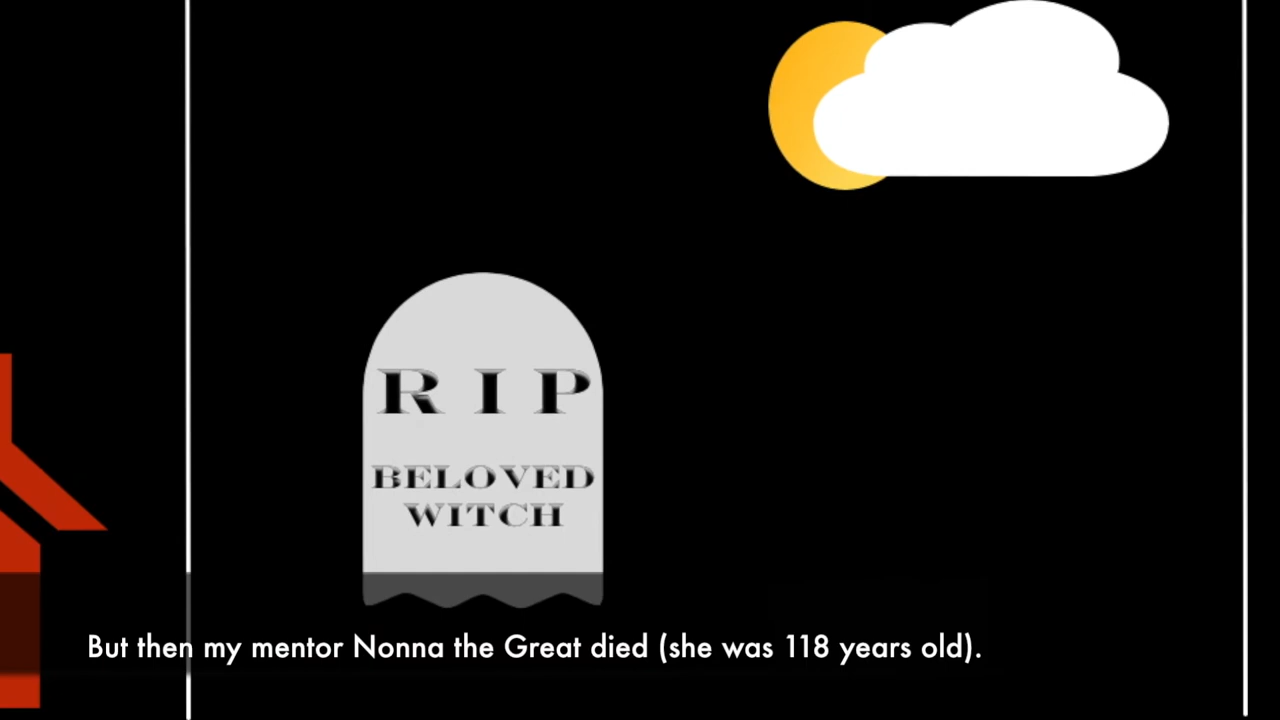 R I P
BELOVED
WITCH
But then my mentor Nonna the Great died (she was 118 years old).